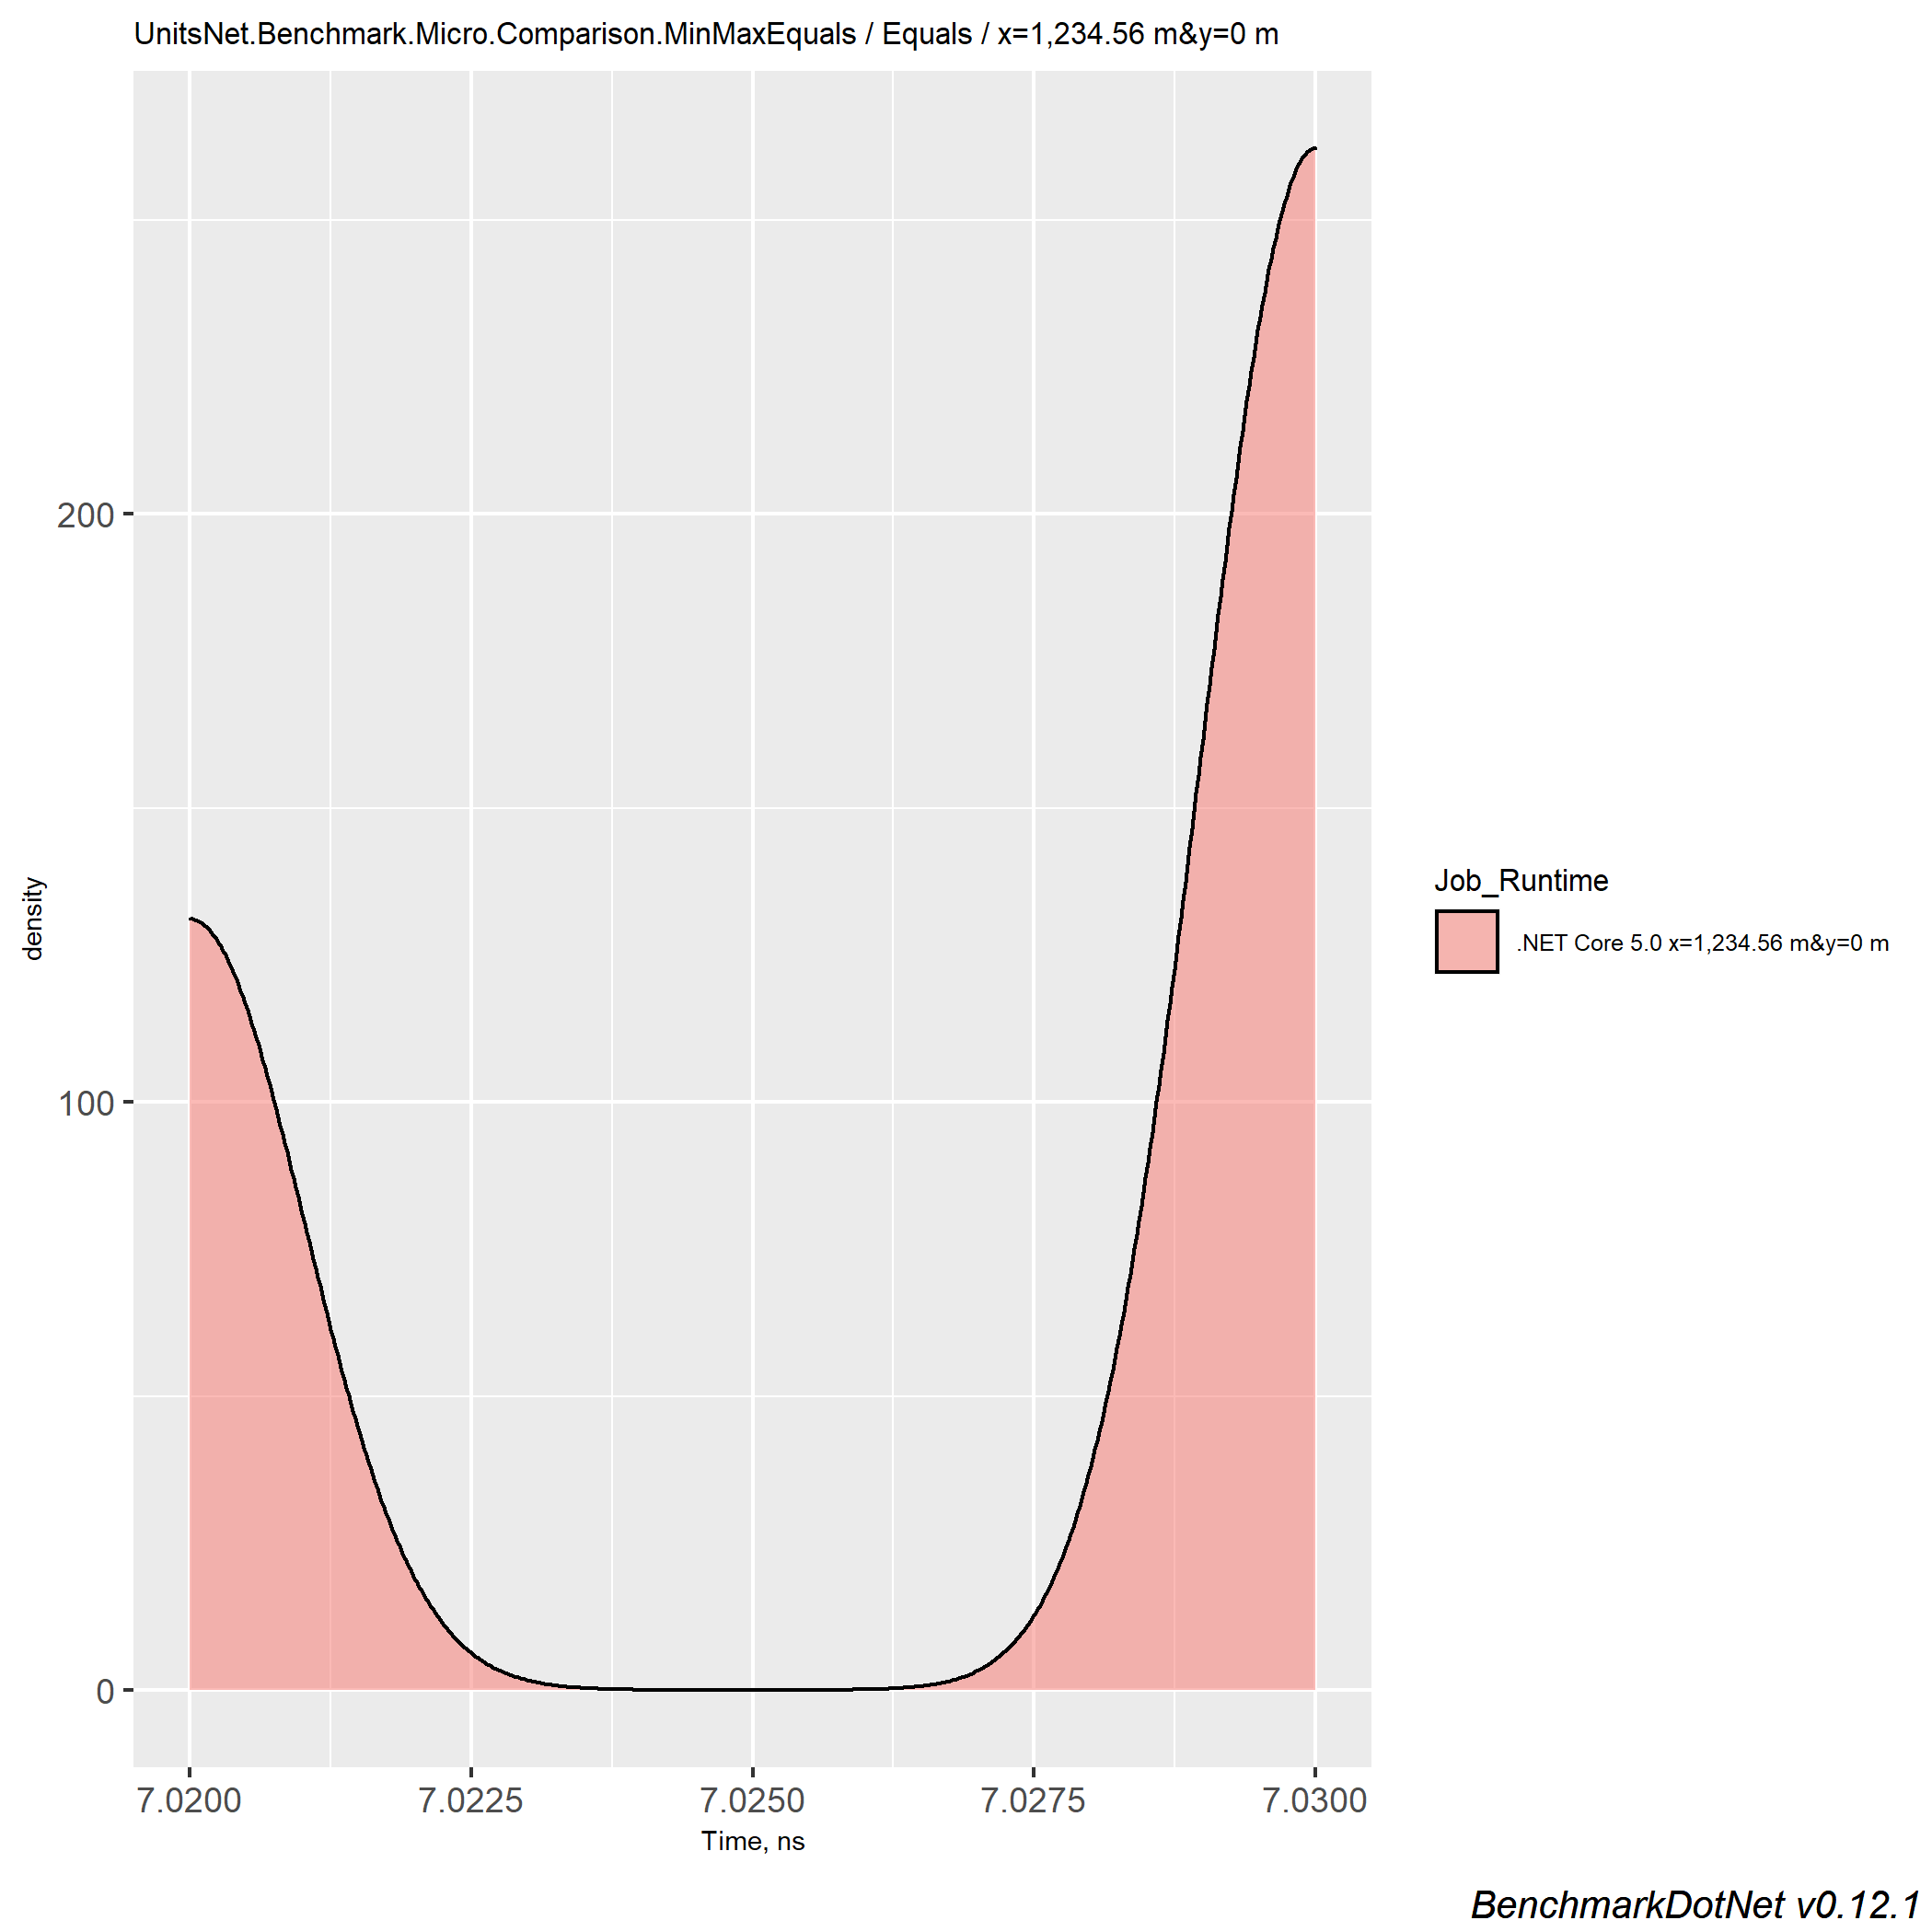 UnitsNet.Benchmark.Micro.Comparison.MinMaxEquals / Equals / x=1,234.56 m&y=0 m
density
200
100
0
7.0200 7.0225 7.0250 7.0275 7.0300
Time, ns
Job_Runtime
.NET Core 5.0 x=1,234.56 m&y=0 m
BenchmarkDotNet v0.12.1